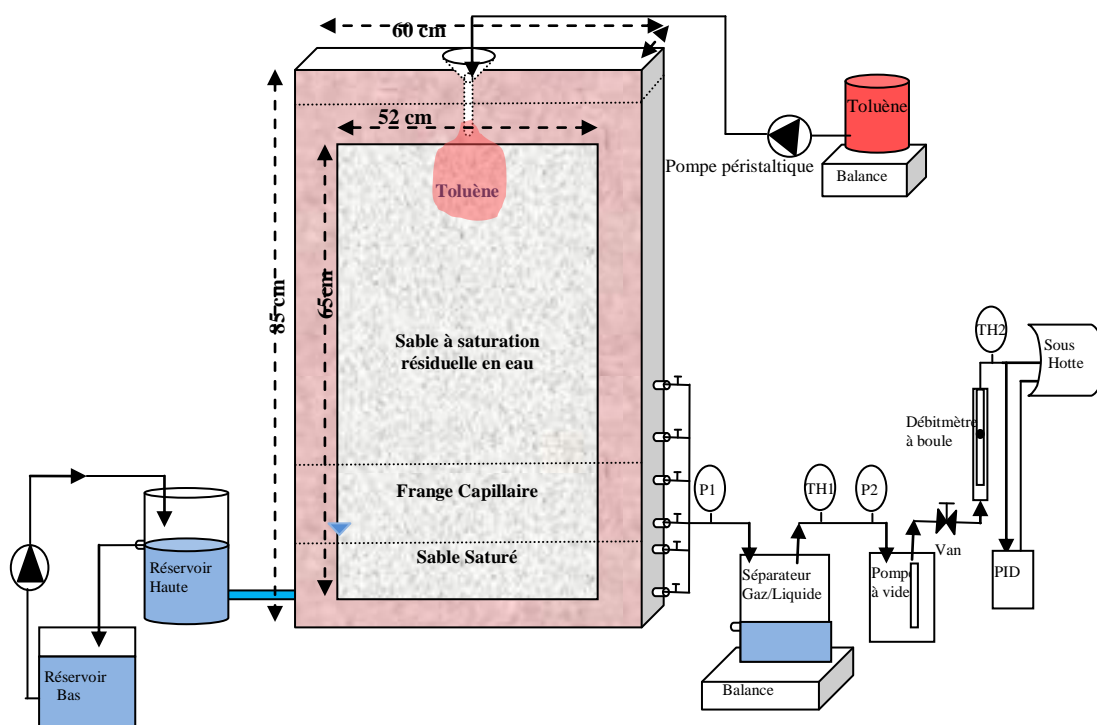 60 cm
52 cm
Toluène
Pompe péristaltique
Toluène
Balance
85 cm
65cm
Sable à saturation
résiduelle en eau
Frange Capillaire
Sable Saturé
Réservoir
Haute
Réservoir
Bas
P1
TH1
P2
Séparateur
Gaz/Liquide
Balance
Pompe
à vide
Van
Débitmètre
à boule
TH2
Sous
Hotte
PID